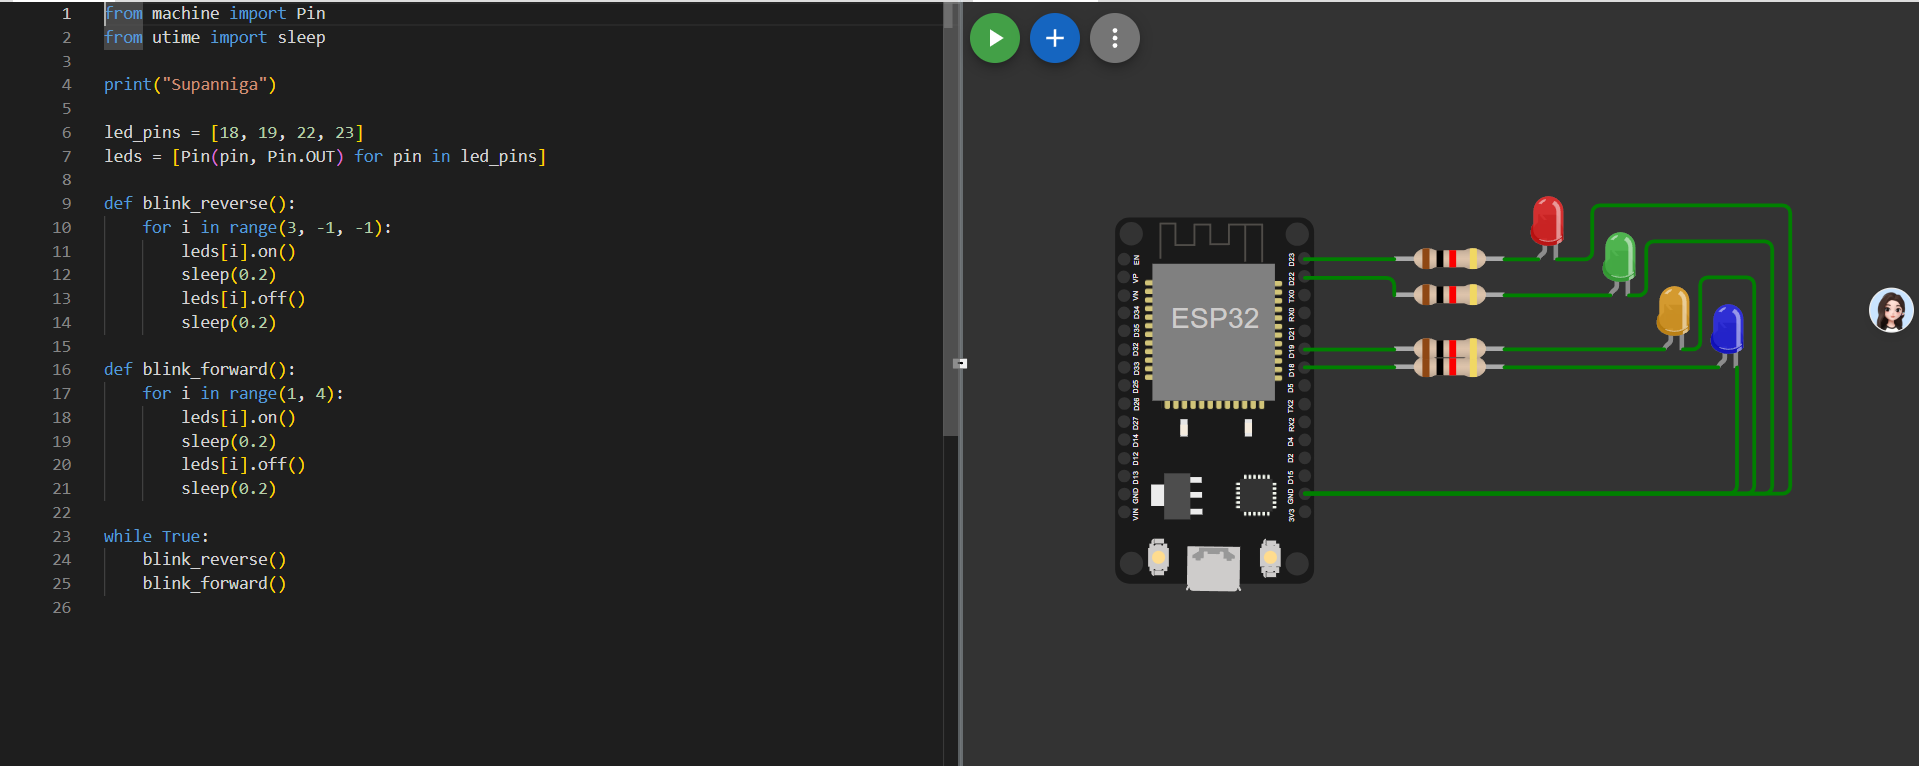 1 from machine import Pin
2 from utime import sleep
3
4 print("Supanniga")
5
6 led_pins = [18, 19, 22, 23]
7 leds = [Pin(pin, Pin.OUT) for pin in led_pins]
8
9 def blink_reverse():
10     for i in range(3, -1, -1):
11         leds[i].on()
12         sleep(0.2)
13         leds[i].off()
14         sleep(0.2)
15
16 def blink_forward():
17     for i in range(1, 4):
18         leds[i].on()
19         sleep(0.2)
20         leds[i].off()
21         sleep(0.2)
22
23 while True:
24     blink_reverse()
25     blink_forward()
26
ESP32
EN
VP
VN
D34
D35
D32
D33
D25
D26
D27
D14
D12
D13
GND
VIN
D23
D22
TX0
RX0
D21
D19
D18
D5
TX2
RX2
D4
D2
D15
GND
3V3